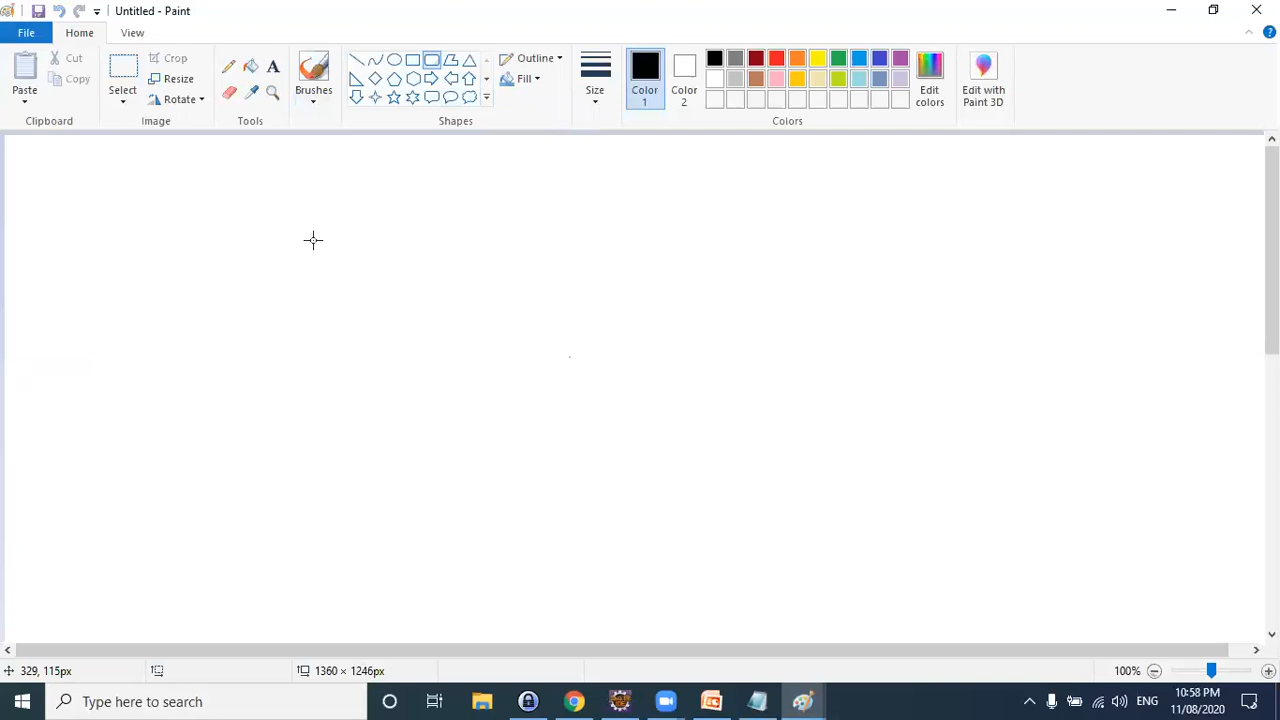 Untitled - Paint
File
Home
View
Paste
Cut
Copy
Clipboard
Select
Crop
Resize
Rotate
Image
A
Tools
Brushes
Shapes
Outline
Fill
Size
Color 1
Color 2
Colors
Edit colors
Edit with Paint 3D
329, 115px
1360 × 1246px
100%
Type here to search
ENG
10:58 PM
11/08/2020